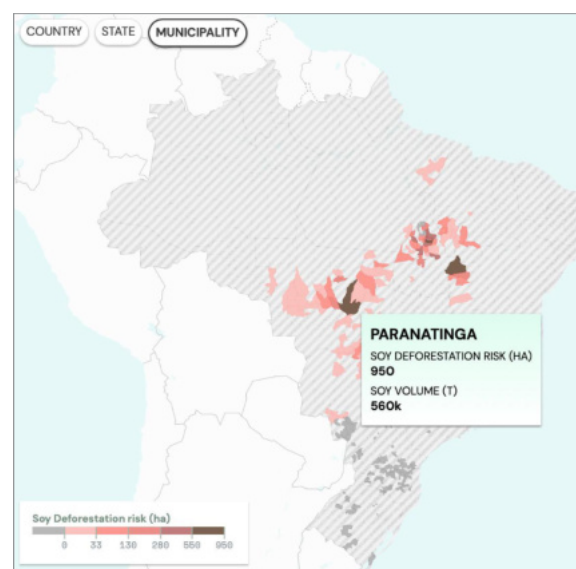 COUNTRY STATE MUNICIPALITY
PARANATINGA
SOY DEFORESTATION RISK (HA)
950
SOY VOLUME (T)
560k
Soy Deforestation risk (ha)
0 33 130 280 550 950